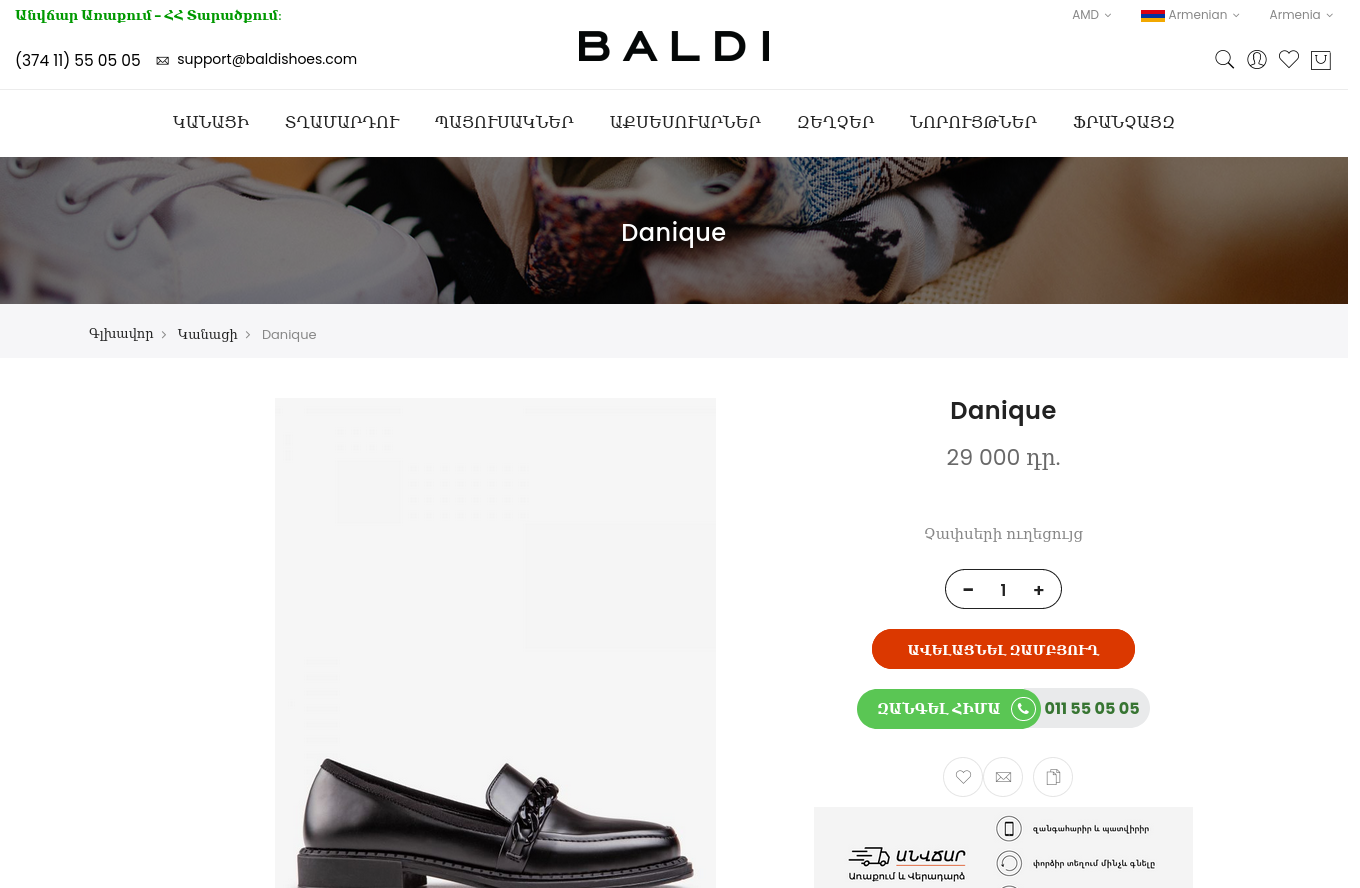 Անվճար Առաքում - ՀՀ Տարածքում:
AMD
Armenian
Armenia
(374 11) 55 05 05
support@baldishoes.com
BALDI
ԿԱՆԱՑԻ
ՏՂԱՄԱՐԴՈՒ
ՊԱՅՈՒՍԱԿՆԵՐ
ԱՔՍԵՍՈՒԱՐՆԵՐ
ԶԵՂՉԵՐ
ՆՈՐՈՒՅԹՆԵՐ
ՖՐԱՆՉԱՅԶ
Danique
Գլխավոր
Կանացի
Danique
Danique
29 000 դր.
Չափսերի ուղեցույց
- 1 +
ԱՎԵԼԱՑՆԵԼ ԶԱՄԲՅՈՒՂ
ԶԱՆԳԵԼ ՀԻՄԱ
011 55 05 05
զանգահարիր և պատվիրիր
ԱՆՎՃԱՐ
Առաքում և Վերադարձ
փորձիր տեղում մինչև գնելը